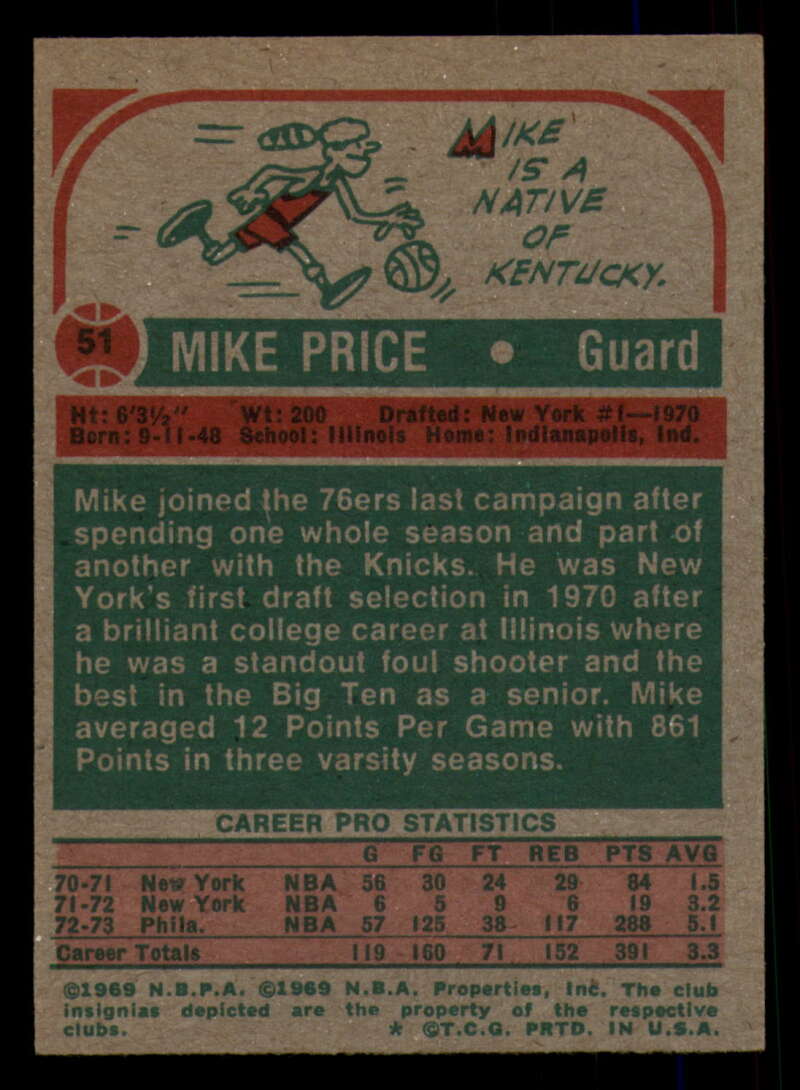 MIKE
IS A
NATIVE
OF
KENTUCKY.
51 MIKE PRICE • Guard
Ht: 6'3½" Wt: 200 Drafted: New York #1—1970
Born: 9-11-48 School: Illinois Home: Indianapolis, Ind.
Mike joined the 76ers last campaign after
spending one whole season and part of
another with the Knicks. He was New
York's first draft selection in 1970 after
a brilliant college career at Illinois where
he was a standout foul shooter and the
best in the Big Ten as a senior. Mike
averaged 12 Points Per Game with 861
Points in three varsity seasons.
CAREER PRO STATISTICS
G FG FT REB PTS AVG
70-71 New York NBA 56 30 24 29 84 1.5
71-72 New York NBA 6 5 9 6 19 3.2
72-73 Phila. NBA 57 125 38 117 288 5.1
Career Totals 119 160 71 152 391 3.3
©1969 N.B.P.A. ©1969 N.B.A. Properties, Inc. The club
insignias depicted are the property of the respective
clubs. * ©T.C.G. PRTD. IN U.S.A.